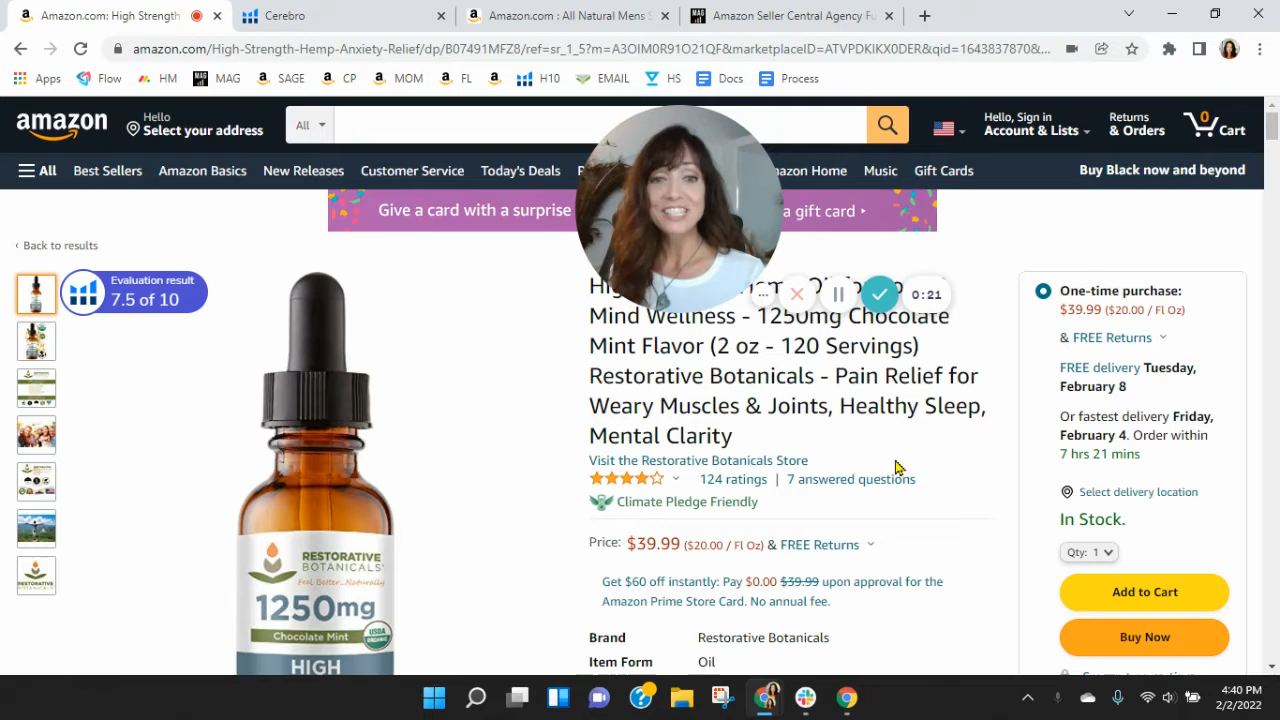 Amazon.com: High Strength
Cerebro
Amazon.com : All Natural Mens S
Amazon Seller Central Agency Fu
amazon.com/High-Strength-Hemp-Anxiety-Relief/dp/B07491MFZ8/ref=sr_1_5?m=A3OIM0R91O21QF&marketplaceID=ATVPDKIKX0DER&qid=1643837870&...
Apps Flow HM MAG SAGE CP MOM FL H10 EMAIL HS Docs Process
amazon
Hello
Select your address
All
Hello, Sign in
Account & Lists
Returns
& Orders
0
Cart
All Best Sellers Amazon Basics New Releases Customer Service Today's Deals Amazon Home Music Gift Cards
Buy Black now and beyond
Give a card with a surprise
a gift card ›
‹ Back to results
Evaluation result
7.5 of 10
0:21
Mind Wellness - 1250mg Chocolate
Mint Flavor (2 oz - 120 Servings)
Restorative Botanicals - Pain Relief for
Weary Muscles & Joints, Healthy Sleep,
Mental Clarity
Visit the Restorative Botanicals Store
124 ratings | 7 answered questions
Climate Pledge Friendly
Price: $39.99 ($20.00 / Fl Oz) & FREE Returns
Get $60 off instantly: Pay $0.00 $39.99 upon approval for the
Amazon Prime Store Card. No annual fee.
Brand Restorative Botanicals
Item Form Oil
One-time purchase:
$39.99 ($20.00 / Fl Oz)
& FREE Returns
FREE delivery Tuesday,
February 8
Or fastest delivery Friday,
February 4. Order within
7 hrs 21 mins
Select delivery location
In Stock.
Qty: 1
Add to Cart
Buy Now
RESTORATIVE
BOTANICALS
Feel Better...Naturally
1250mg
Chocolate Mint
USDA
ORGANIC
HIGH
4:40 PM
2/2/2022